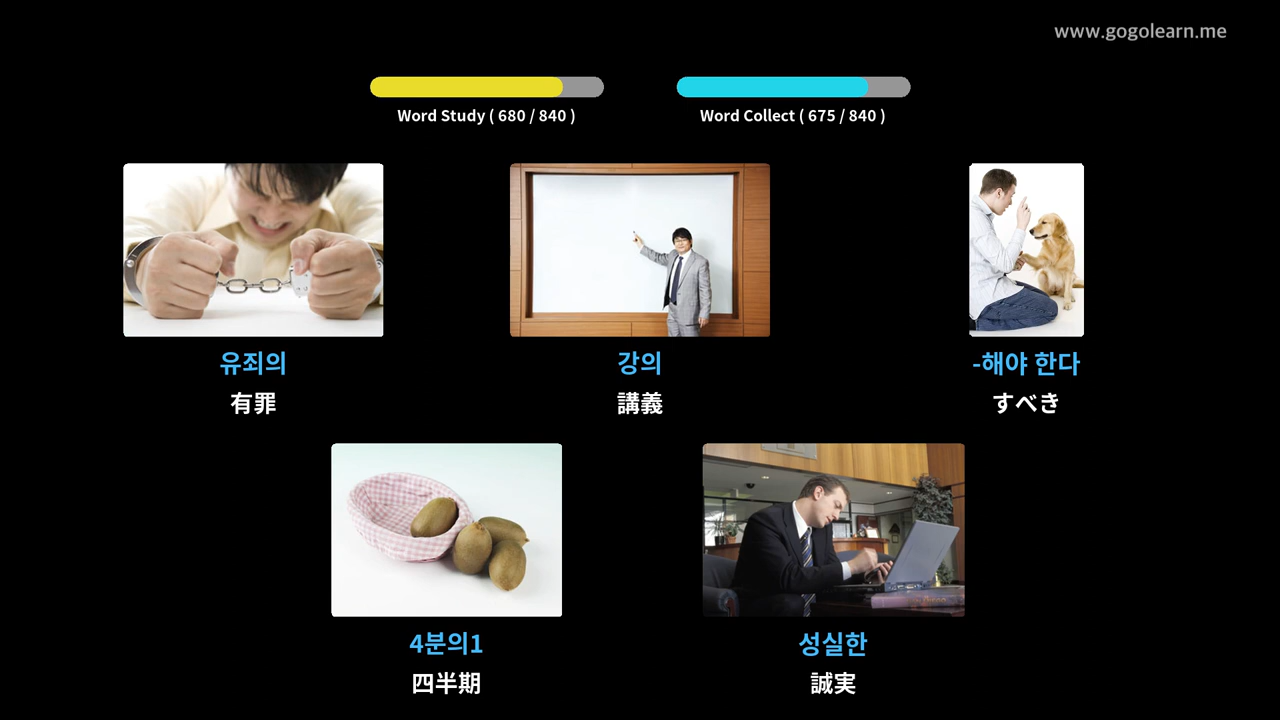 www.gogolearn.me
Word Study ( 680 / 840 )
Word Collect ( 675 / 840 )
유죄의
有罪
강의
講義
-해야 한다
すべき
4분의1
四半期
성실한
誠実